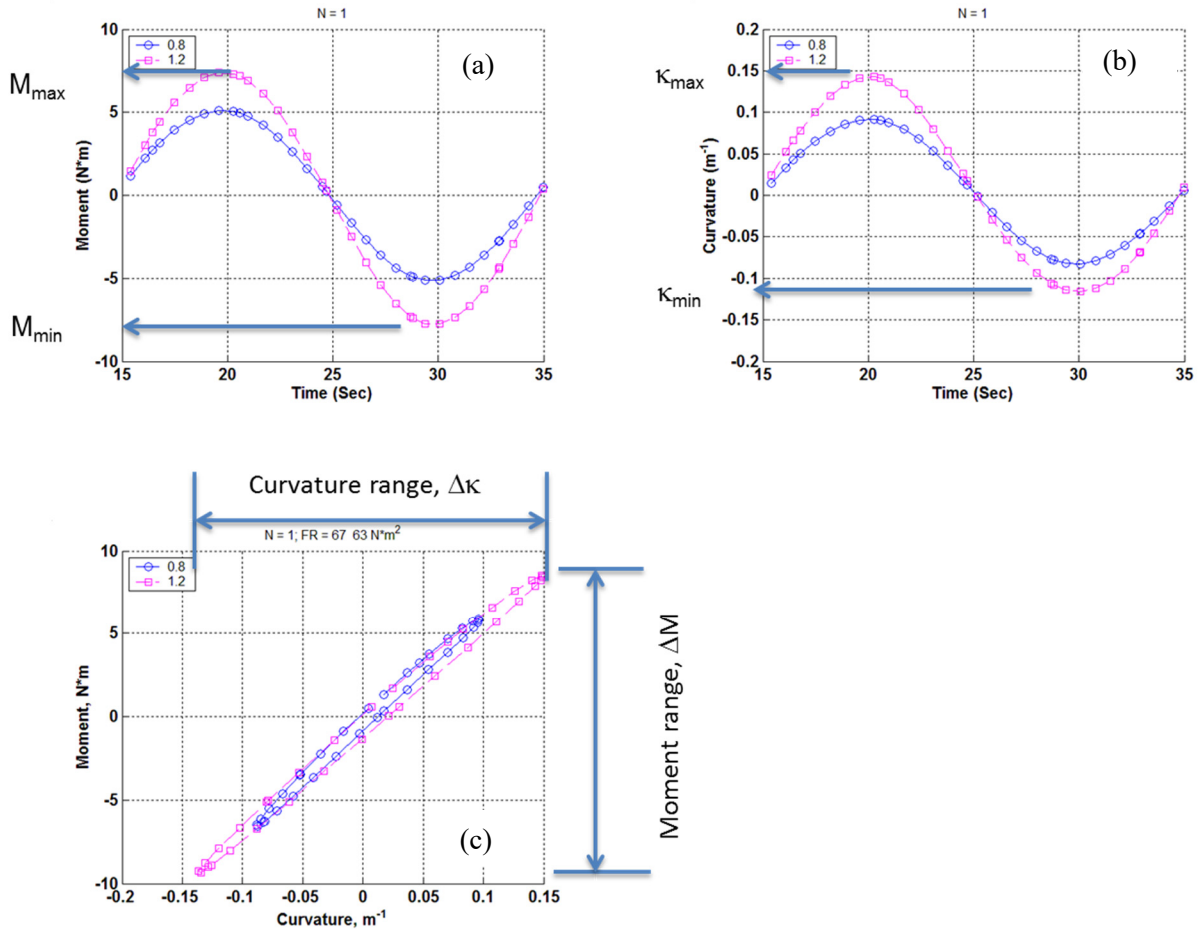 N = 1
10
0.8
1.2
(a)
Mmax
5
0
-5
Mmin
-10
Moment (N*m)
15
20
25
30
35
Time (Sec)
N = 1
0.2
0.8
1.2
(b)
κmax
0.15
0.1
0.05
0
-0.05
-0.1
κmin
-0.15
-0.2
Curvature (m-1)
15
20
25
30
35
Time (Sec)
Curvature range, Δκ
N = 1; FR = 67 63 N*m2
10
0.8
1.2
5
0
-5
-10
Moment, N*m
(c)
Moment range, ΔM
-0.2
-0.15
-0.1
-0.05
0
0.05
0.1
0.15
Curvature, m-1